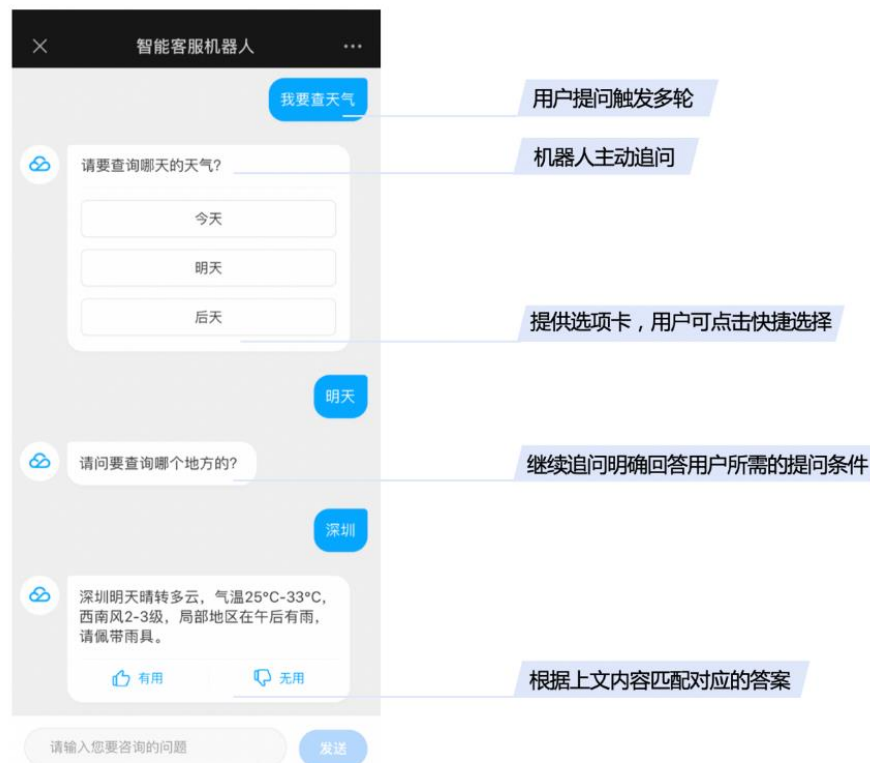 智能客服机器人
我要查天气
用户提问触发多轮
请要查询哪天的天气?
机器人主动追问
今天
明天
后天
提供选项卡，用户可点击快捷选择
明天
请问要查询哪个地方的?
继续追问明确回答用户所需的提问条件
深圳
深圳明天晴转多云，气温25°C-33°C,
西南风2-3级，局部地区在午后有雨，
请佩带雨具。
有用
无用
根据上文内容匹配对应的答案
请输入您要咨询的问题
发送